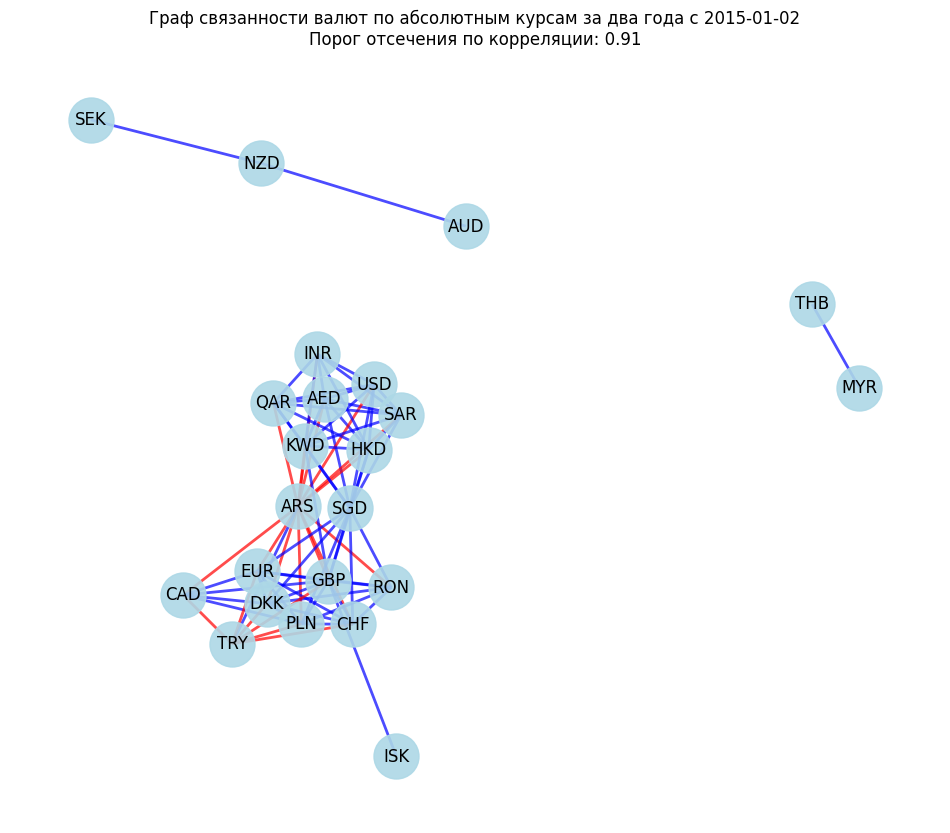 Граф связанности валют по абсолютным курсам за два года с 2015-01-02
Порог отсечения по корреляции: 0.91
SEK
NZD
AUD
THB
MYR
INR
USD
AED
QAR
SAR
KWD
HKD
ARS
SGD
EUR
GBP
RON
CAD
DKK
PLN
CHF
TRY
ISK